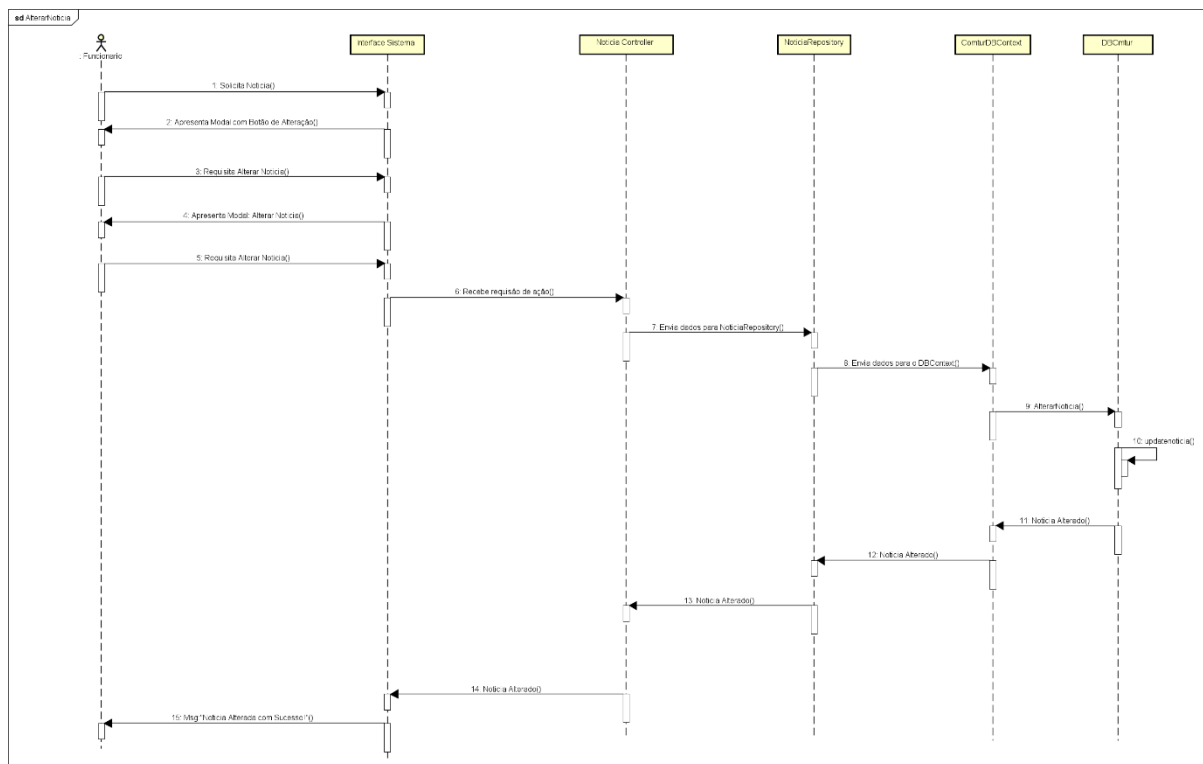 sd AlterarNoticia
: Funcionario
Interface Sistema
Noticia Controller
NoticiaRepository
ComturDBContext
DBCmtur
1: Solicita Noticia()
2: Apresenta Modal com Botão de Alteração()
3: Requisita Alterar Noticia()
4: Apresenta Modal: Alterar Noticia()
5: Requisita Alterar Noticia()
6: Recebe requisão de ação()
7: Envia dados para NoticiaRepository()
8: Envia dados para o DBContext()
9: AlterarNoticia()
10: updatenoticia()
11: Noticia Alterado()
12: Noticia Alterado()
13: Noticia Alterado()
14: Noticia Alterado()
15: Msg "Noticia Alterada com Sucesso!"()